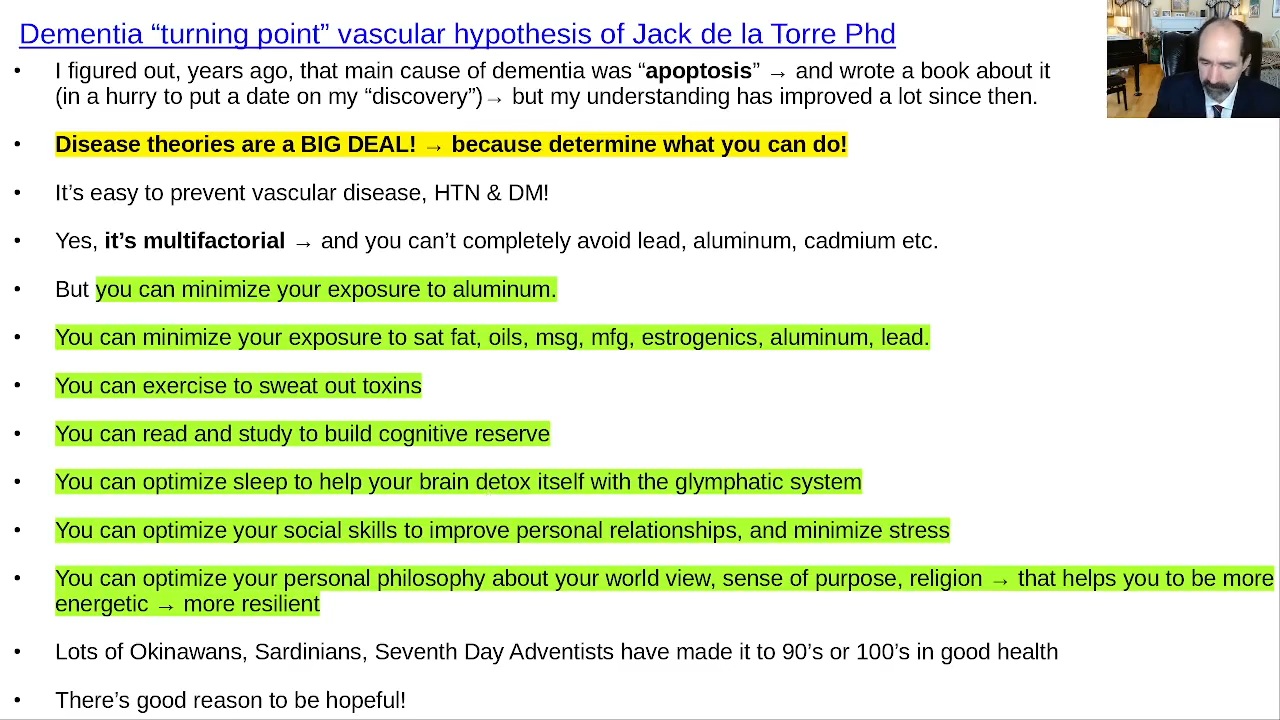 Dementia “turning point” vascular hypothesis of Jack de la Torre Phd
• I figured out, years ago, that main cause of dementia was “apoptosis” → and wrote a book about it
(in a hurry to put a date on my “discovery”)→ but my understanding has improved a lot since then.
• Disease theories are a BIG DEAL! → because determine what you can do!
• It’s easy to prevent vascular disease, HTN & DM!
• Yes, it’s multifactorial → and you can’t completely avoid lead, aluminum, cadmium etc.
• But you can minimize your exposure to aluminum.
• You can minimize your exposure to sat fat, oils, msg, mfg, estrogenics, aluminum, lead.
• You can exercise to sweat out toxins
• You can read and study to build cognitive reserve
• You can optimize sleep to help your brain detox itself with the glymphatic system
• You can optimize your social skills to improve personal relationships, and minimize stress
• You can optimize your personal philosophy about your world view, sense of purpose, religion → that helps you to be more
energetic → more resilient
• Lots of Okinawans, Sardinians, Seventh Day Adventists have made it to 90’s or 100’s in good health
• There’s good reason to be hopeful!